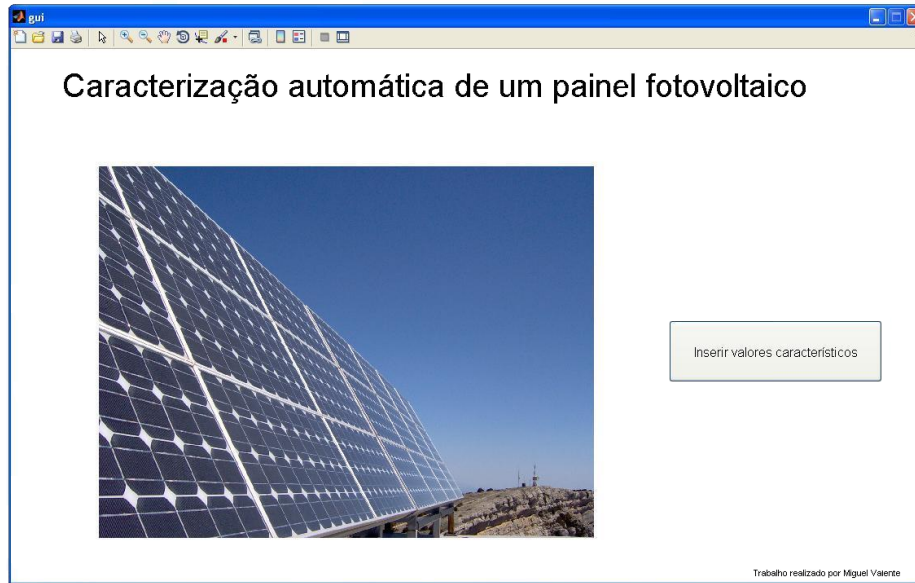 gui
Caracterização automática de um painel fotovoltaico
Inserir valores característicos
Trabalho realizado por Miguel Valente